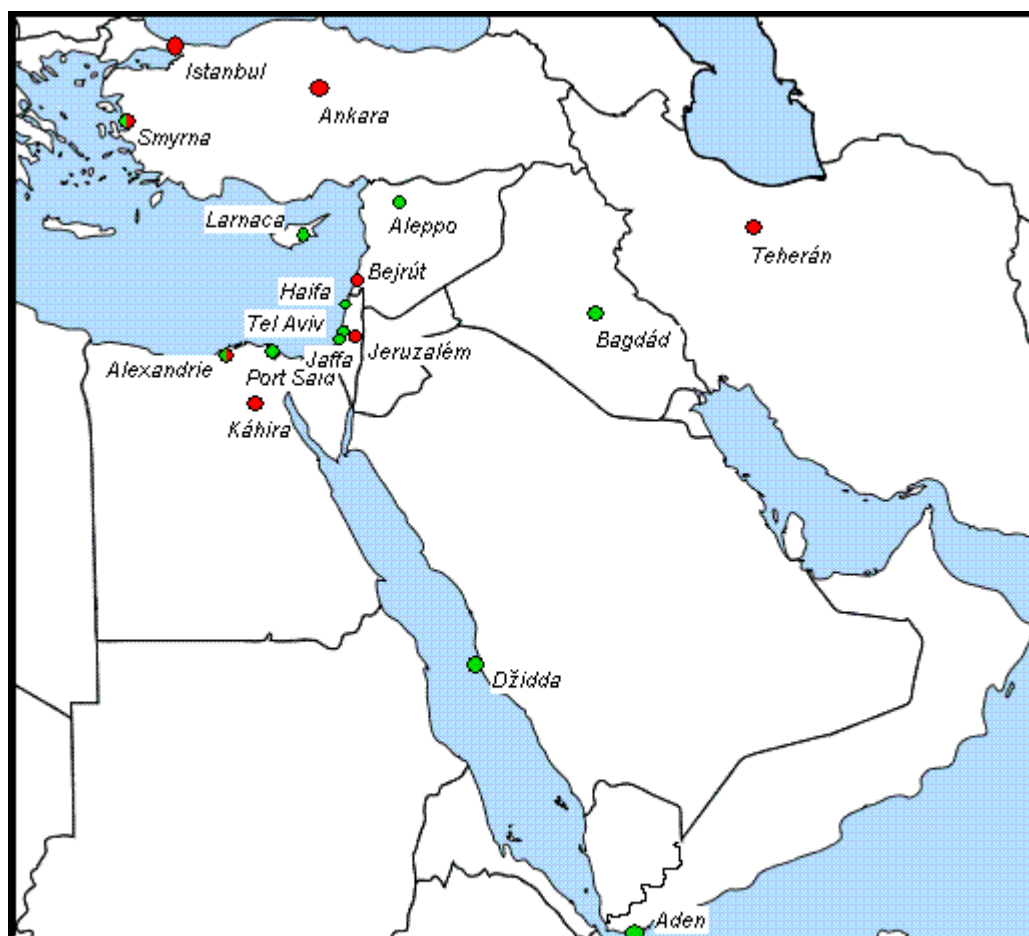 Istanbul
Ankara
Smyrna
Larnaca
Aleppo
Teherán
Bejrút
Haifa
Tel Aviv
Bagdád
Jaffa
Jeruzalém
Alexandrie
Port Said
Káhira
Džidda
Aden